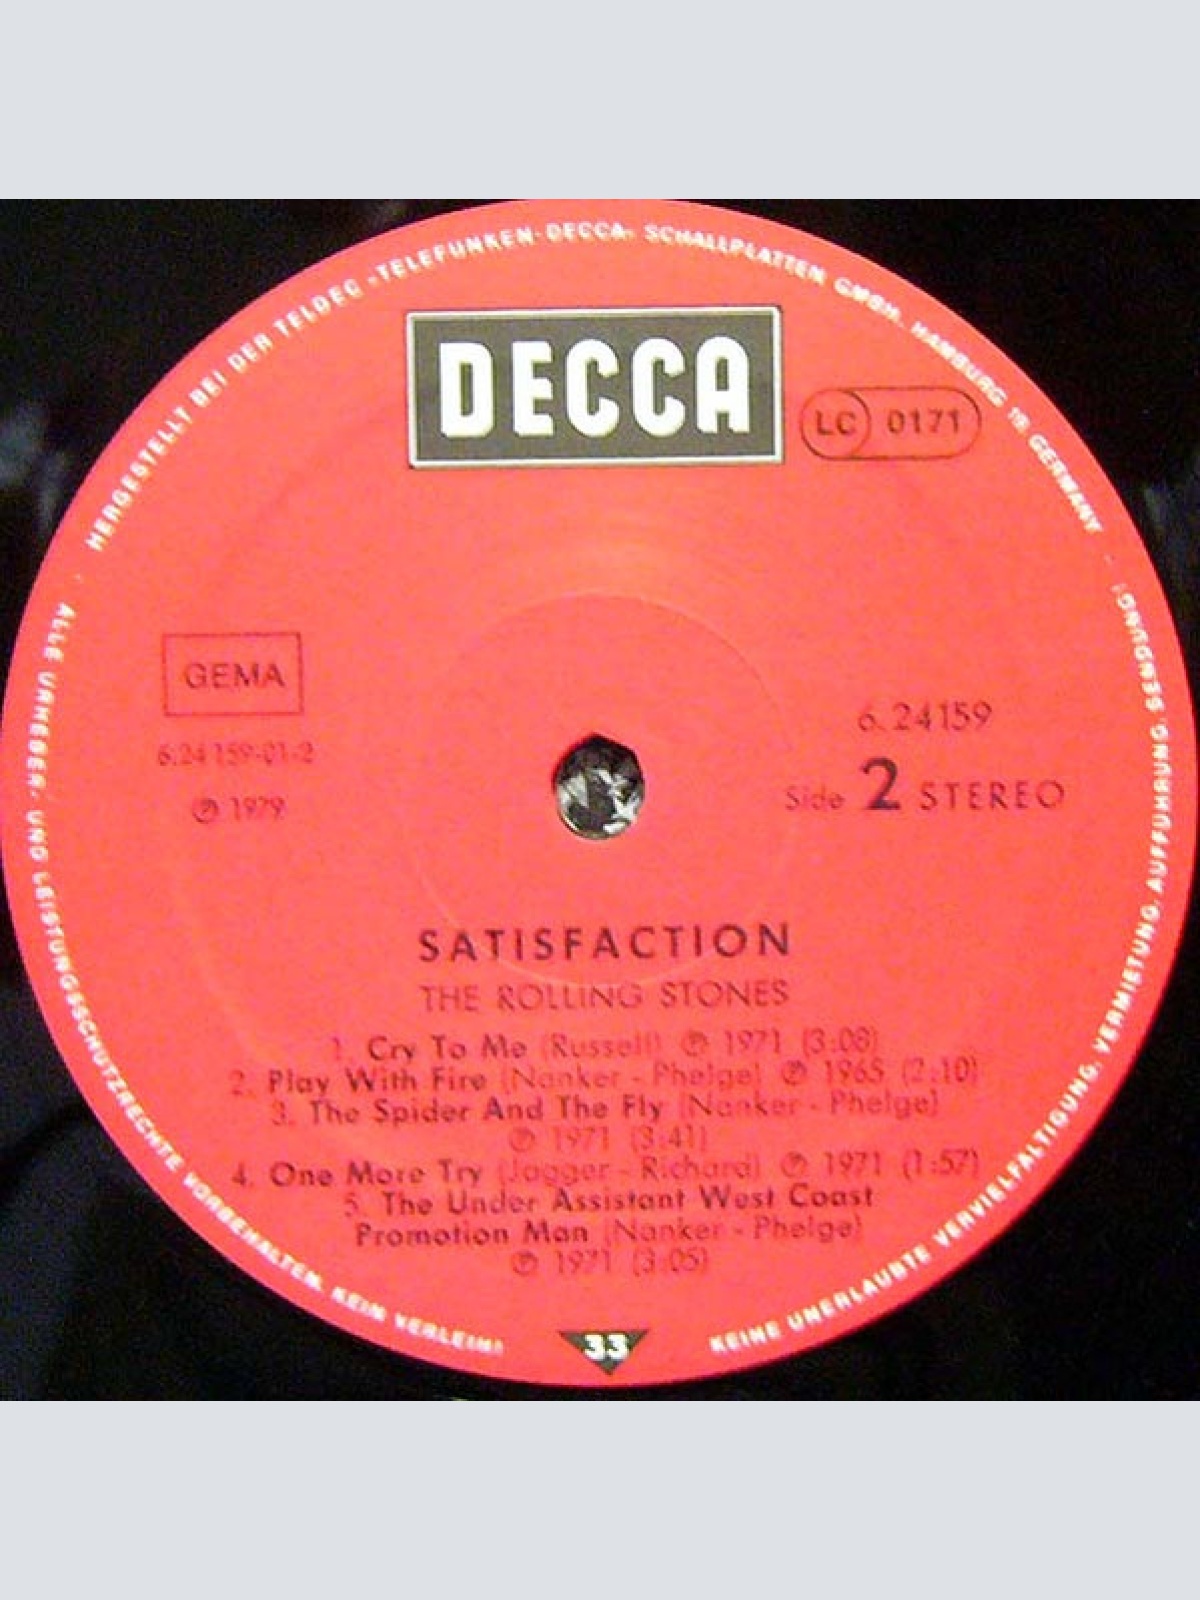 HERGESTELLT BEI DER TELDEC »TELEFUNKEN-DECCA« SCHALLPLATTEN GMBH, HAMBURG 19, GERMANY
DECCA
LC 0171
GEMA
6.24159-01-2
℗ 1979
6.24159
Side 2 STEREO
SATISFACTION
THE ROLLING STONES
1. Cry To Me (Russell) ℗ 1971 (3:08)
2. Play With Fire (Nanker - Phelge) ℗ 1965 (2:10)
3. The Spider And The Fly (Nanker - Phelge)
℗ 1971 (3:41)
4. One More Try (Jagger - Richard) ℗ 1971 (1:57)
5. The Under Assistant West Coast
Promotion Man (Nanker - Phelge)
℗ 1971 (3:05)
33
ALLE URHEBER- UND LEISTUNGSSCHUTZRECHTE VORBEHALTEN. KEIN VERLEIH!
KEINE UNERLAUBTE VERVIELFÄLTIGUNG, VERMIETUNG, AUFFÜHRUNG, SENDUNG!